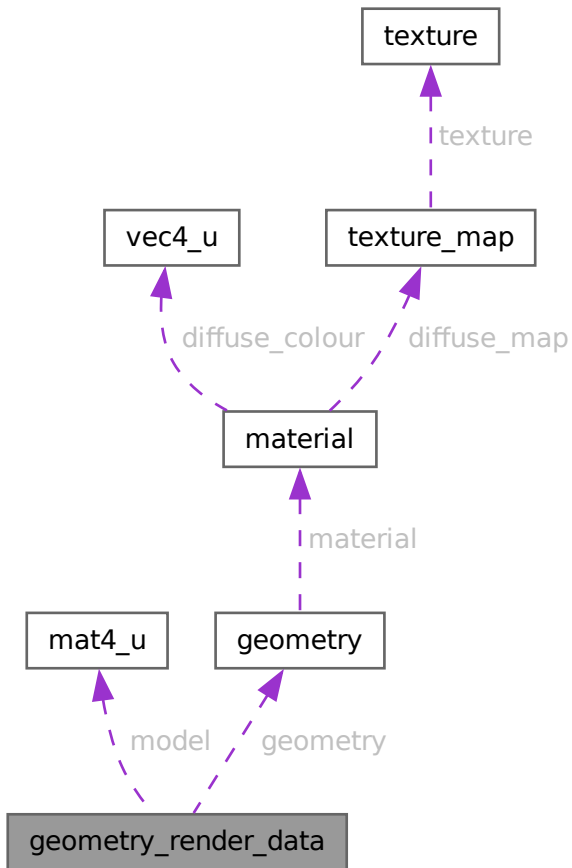 texture
texture
vec4_u
texture_map
diffuse_colour
diffuse_map
material
material
mat4_u
geometry
model
geometry
geometry_render_data